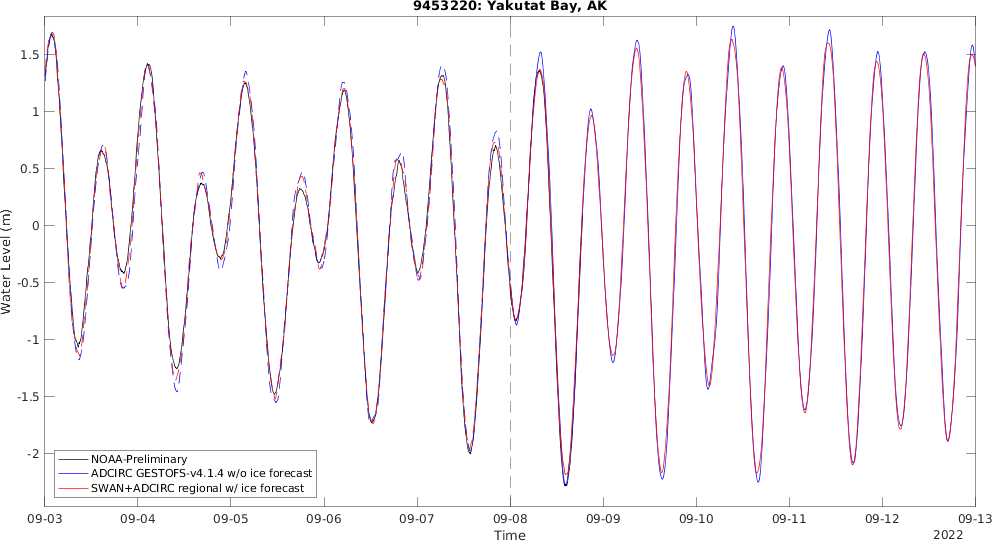 9453220: Yakutat Bay, AK
Water Level (m)
1.5
1
0.5
0
-0.5
-1
-1.5
-2
NOAA-Preliminary
ADCIRC GESTOFS-v4.1.4 w/o ice forecast
SWAN+ADCIRC regional w/ ice forecast
09-03 09-04 09-05 09-06 09-07 09-08 09-09 09-10 09-11 09-12 09-13
Time
2022